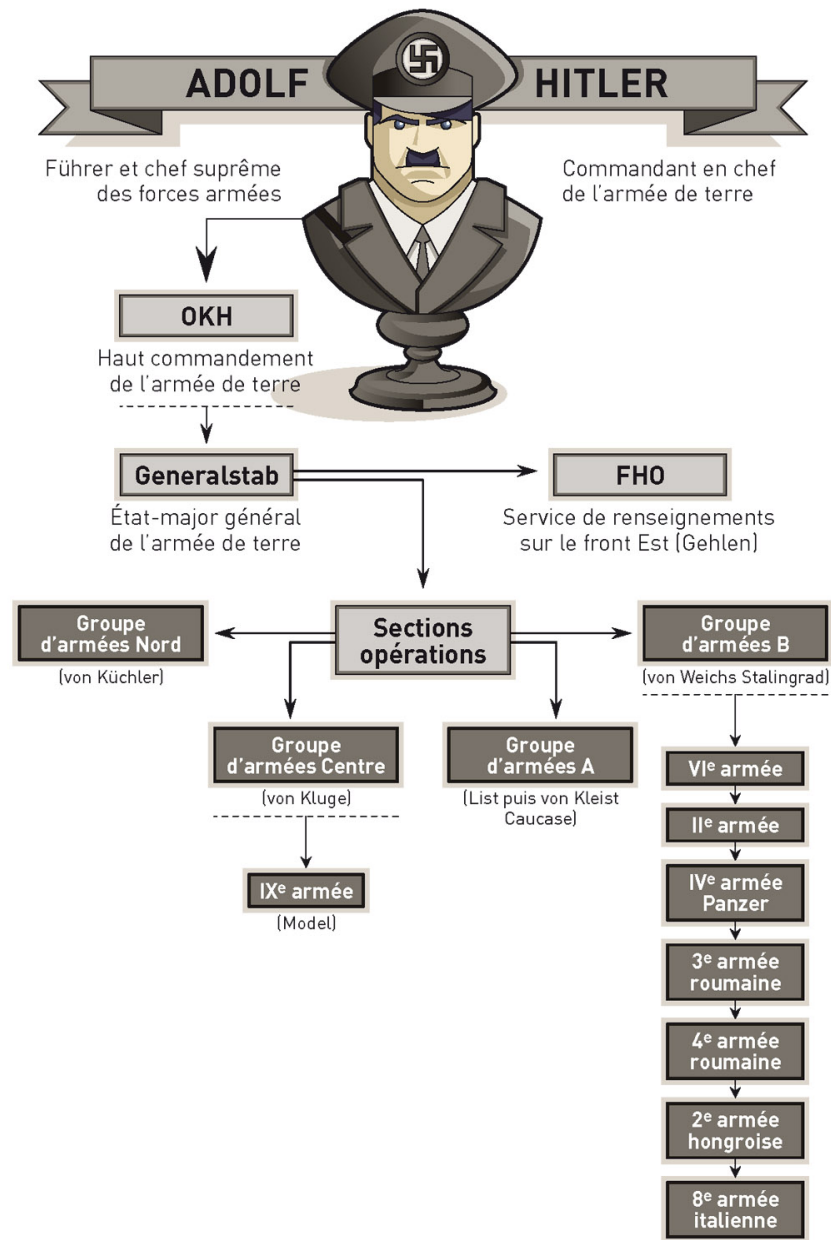 ADOLF HITLER
Führer et chef suprême
des forces armées
Commandant en chef
de l'armée de terre
OKH
Haut commandement
de l'armée de terre
Generalstab
État-major général
de l'armée de terre
FHO
Service de renseignements
sur le front Est (Gehlen)
Groupe
d'armées Nord
(von Küchler)
Sections
opérations
Groupe
d'armées B
(von Weichs Stalingrad)
Groupe
d'armées Centre
(von Kluge)
Groupe
d'armées A
(List puis von Kleist
Caucase)
IXe armée
(Model)
VIe armée
IIe armée
IVe armée
Panzer
3e armée
roumaine
4e armée
roumaine
2e armée
hongroise
8e armée
italienne